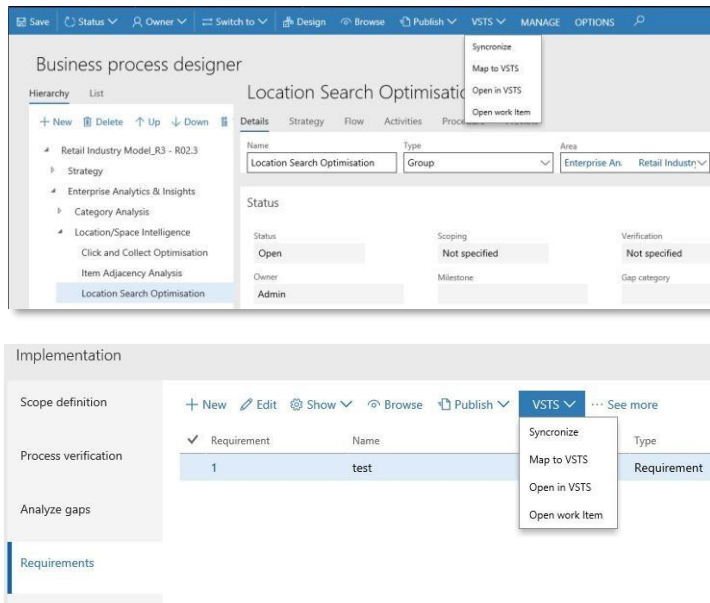 Save Status Owner Switch to Design Browse Publish VSTS MANAGE OPTIONS
Syncronize
Map to VSTS
Open in VSTS
Open work Item
Business process designer
Hierarchy List
Location Search Optimisatio
+ New Delete Up Down
Details Strategy Flow Activities
Retail Industry Model_R3 - R02.3
Strategy
Enterprise Analytics & Insights
Category Analysis
Location/Space Intelligence
Click and Collect Optimisation
Item Adjacency Analysis
Location Search Optimisation
Name Type Area
Location Search Optimisation Group Enterprise An. Retail Industry
Status
Status Scoping Verification
Open Not specified Not specified
Owner Milestone Gap category
Admin
Implementation
Scope definition
Process verification
Analyze gaps
Requirements
+ New Edit Show Browse Publish VSTS ... See more
Requirement Name Type
1 test Requirement
Syncronize
Map to VSTS
Open in VSTS
Open work Item